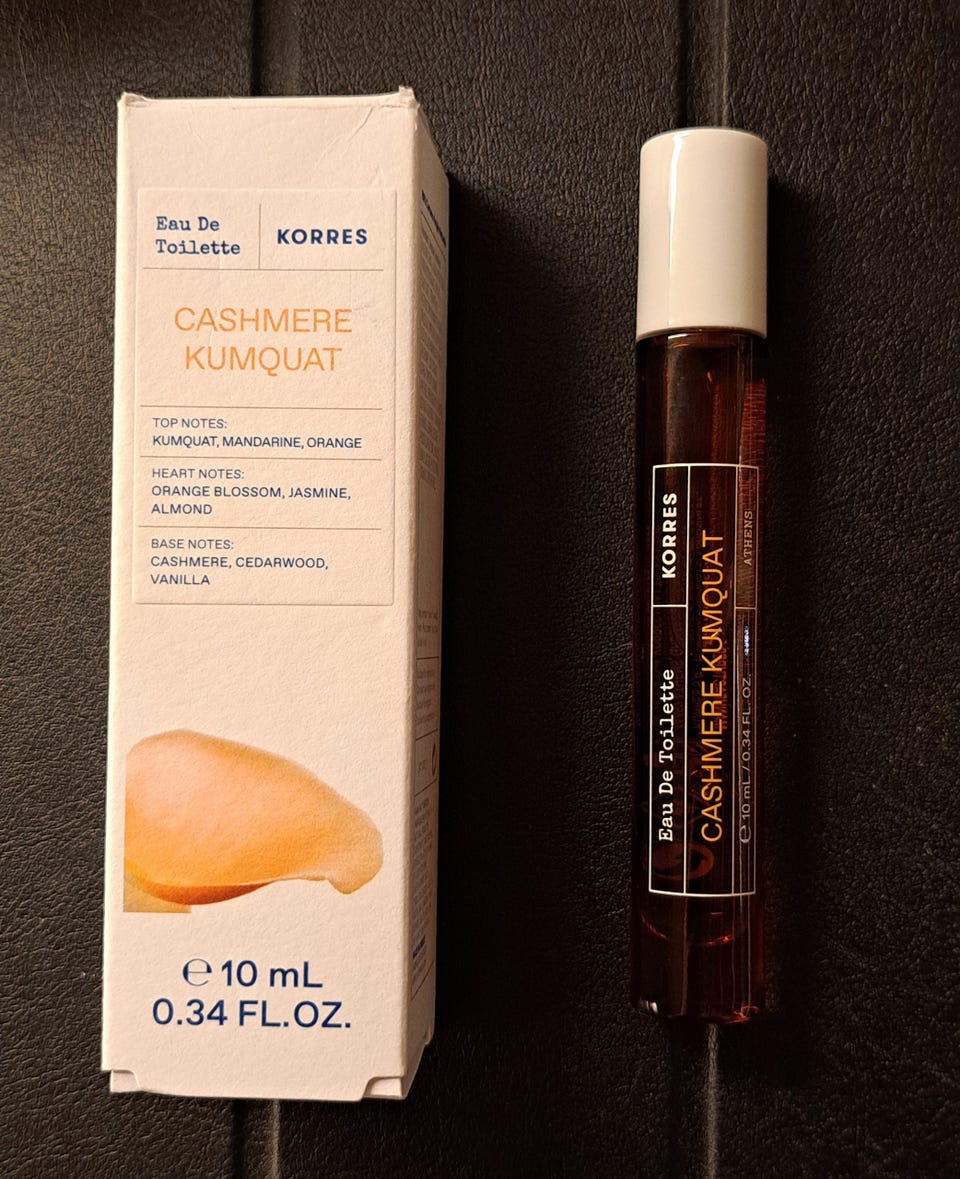 Eau De
Toilette
KORRES
CASHMERE
KUMQUAT
TOP NOTES:
KUMQUAT, MANDARINE, ORANGE
HEART NOTES:
ORANGE BLOSSOM, JASMINE,
ALMOND
BASE NOTES:
CASHMERE, CEDARWOOD,
VANILLA
℮ 10 mL
0.34 FL.OZ.
Eau De Toilette
KORRES
CASHMERE KUMQUAT
℮ 10 mL / 0.34 FL. OZ.
ATHENS